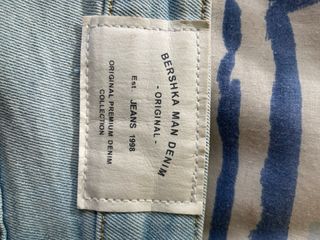 BERSHKA MAN DENIM
- ORIGINAL -
Est. JEANS 1998
ORIGINAL PREMIUM DENIM
COLLECTION.